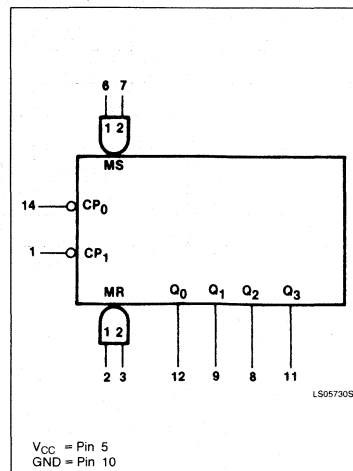 6 7
1 2
MS
14 CP0
1 CP1
MR Q0 Q1 Q2 Q3
1 2
2 3 12 9 8 11
LS05730S
VCC = Pin 5
GND = Pin 10